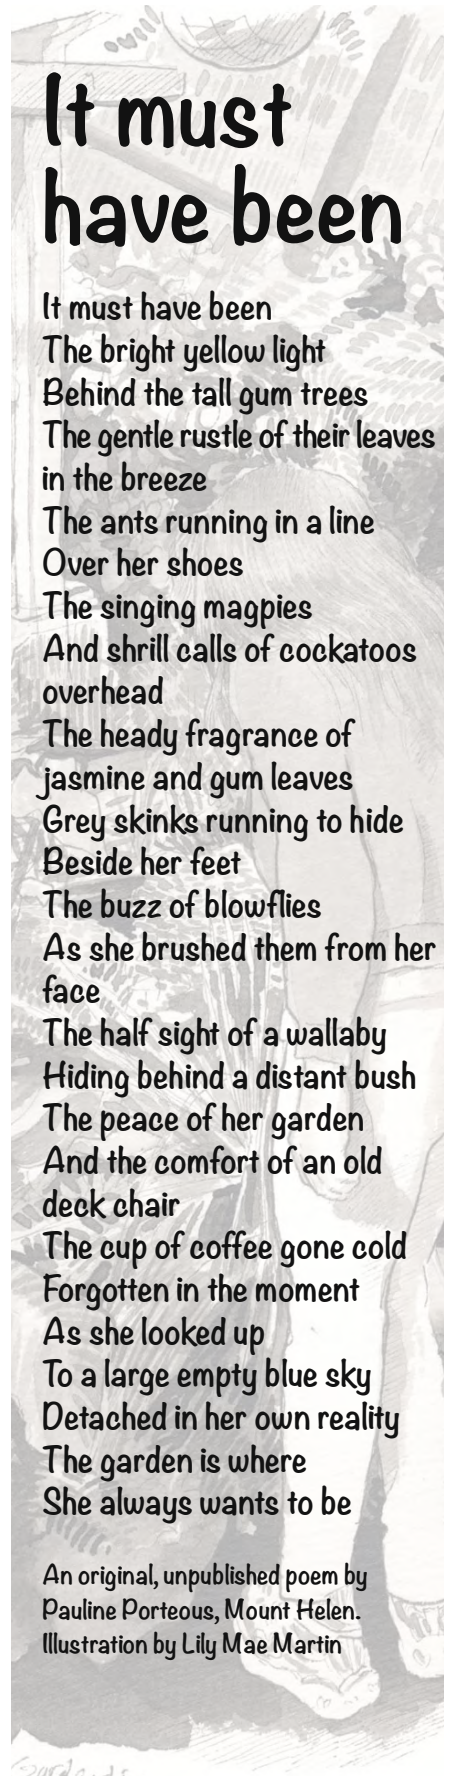 It must
have been
It must have been
The bright yellow light
Behind the tall gum trees
The gentle rustle of their leaves
in the breeze
The ants running in a line
Over her shoes
The singing magpies
And shrill calls of cockatoos
overhead
The heady fragrance of
jasmine and gum leaves
Grey skinks running to hide
Beside her feet
The buzz of blowflies
As she brushed them from her
face
The half sight of a wallaby
Hiding behind a distant bush
The peace of her garden
And the comfort of an old
deck chair
The cup of coffee gone cold
Forgotten in the moment
As she looked up
To a large empty blue sky
Detached in her own reality
The garden is where
She always wants to be
An original, unpublished poem by
Pauline Porteous, Mount Helen.
Illustration by Lily Mae Martin